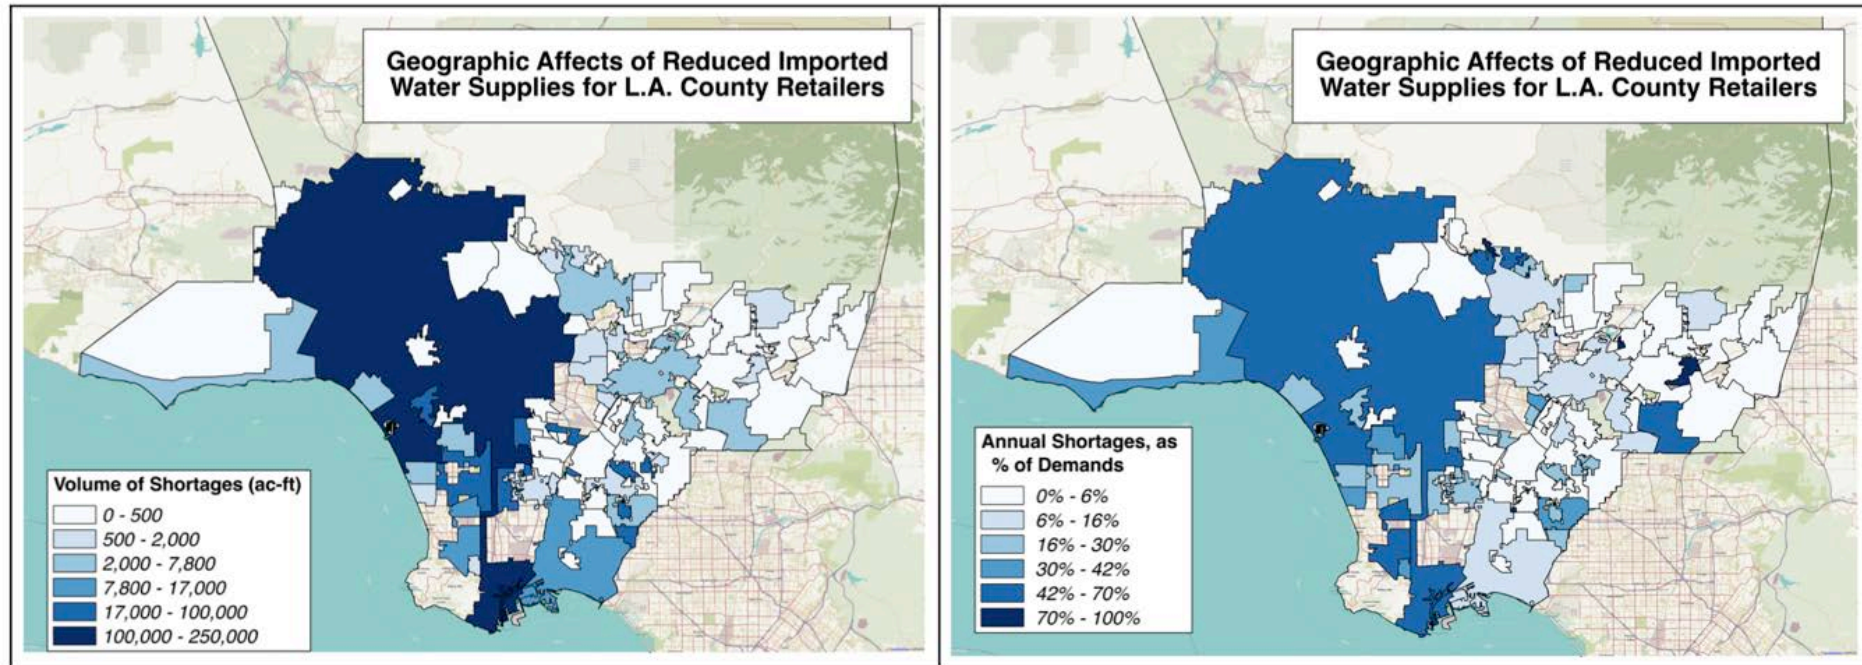 Geographic Affects of Reduced Imported
Water Supplies for L.A. County Retailers
Volume of Shortages (ac-ft)
0 - 500
500 - 2,000
2,000 - 7,800
7,800 - 17,000
17,000 - 100,000
100,000 - 250,000
Geographic Affects of Reduced Imported
Water Supplies for L.A. County Retailers
Annual Shortages, as
% of Demands
0% - 6%
6% - 16%
16% - 30%
30% - 42%
42% - 70%
70% - 100%